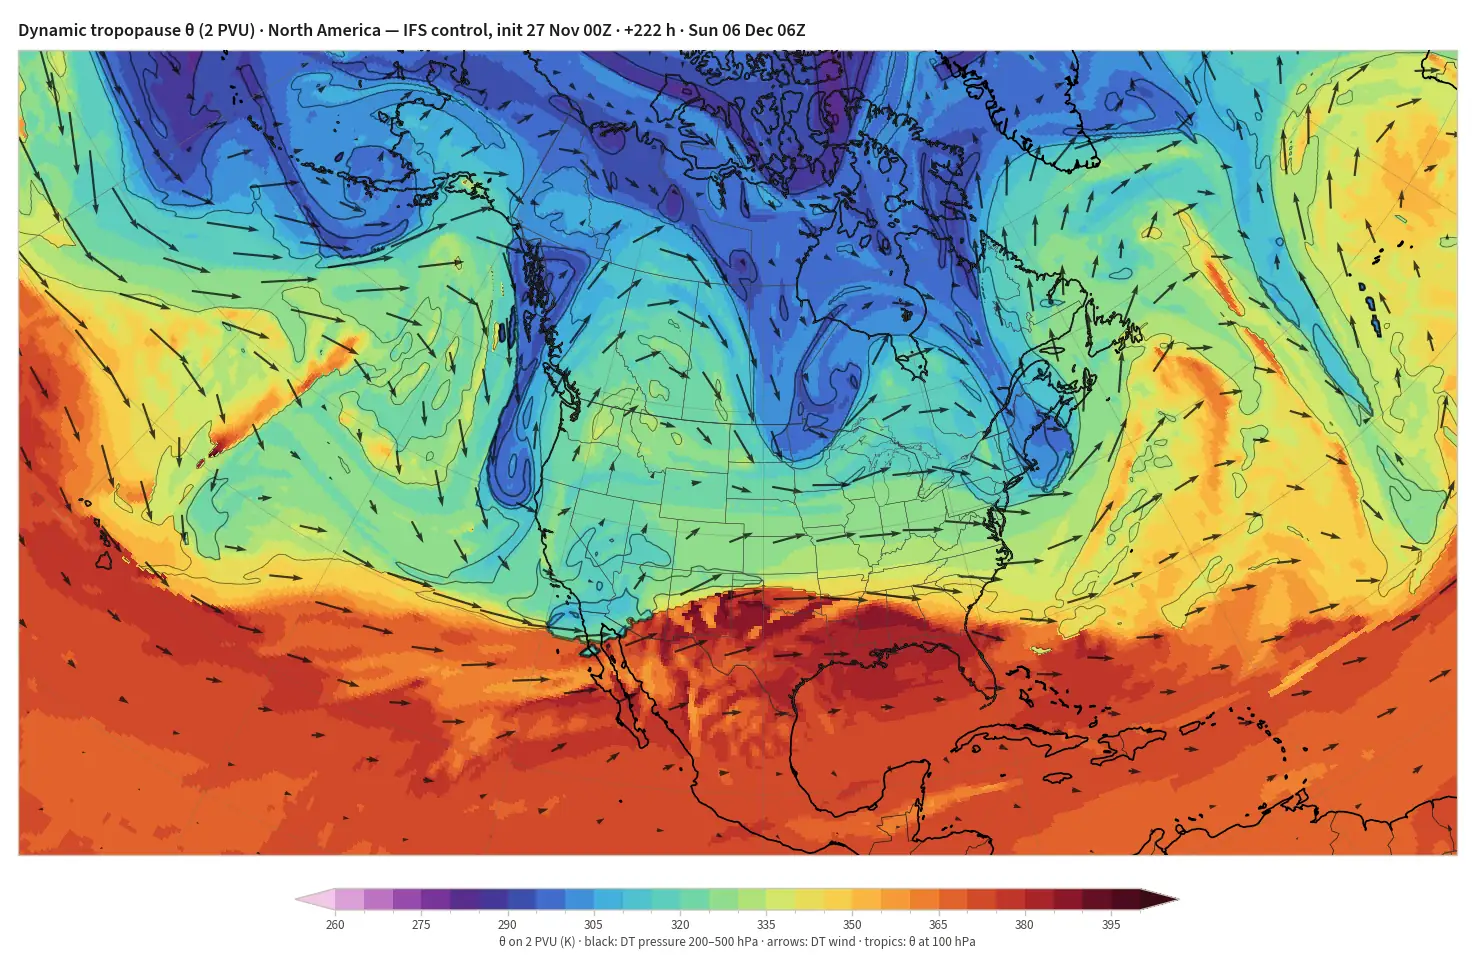 Dynamic tropopause θ (2 PVU) · North America — IFS control, init 27 Nov 00Z · +222 h · Sun 06 Dec 06Z
260 275 290 305 320 335 350 365 380 395
θ on 2 PVU (K) · black: DT pressure 200–500 hPa · arrows: DT wind · tropics: θ at 100 hPa